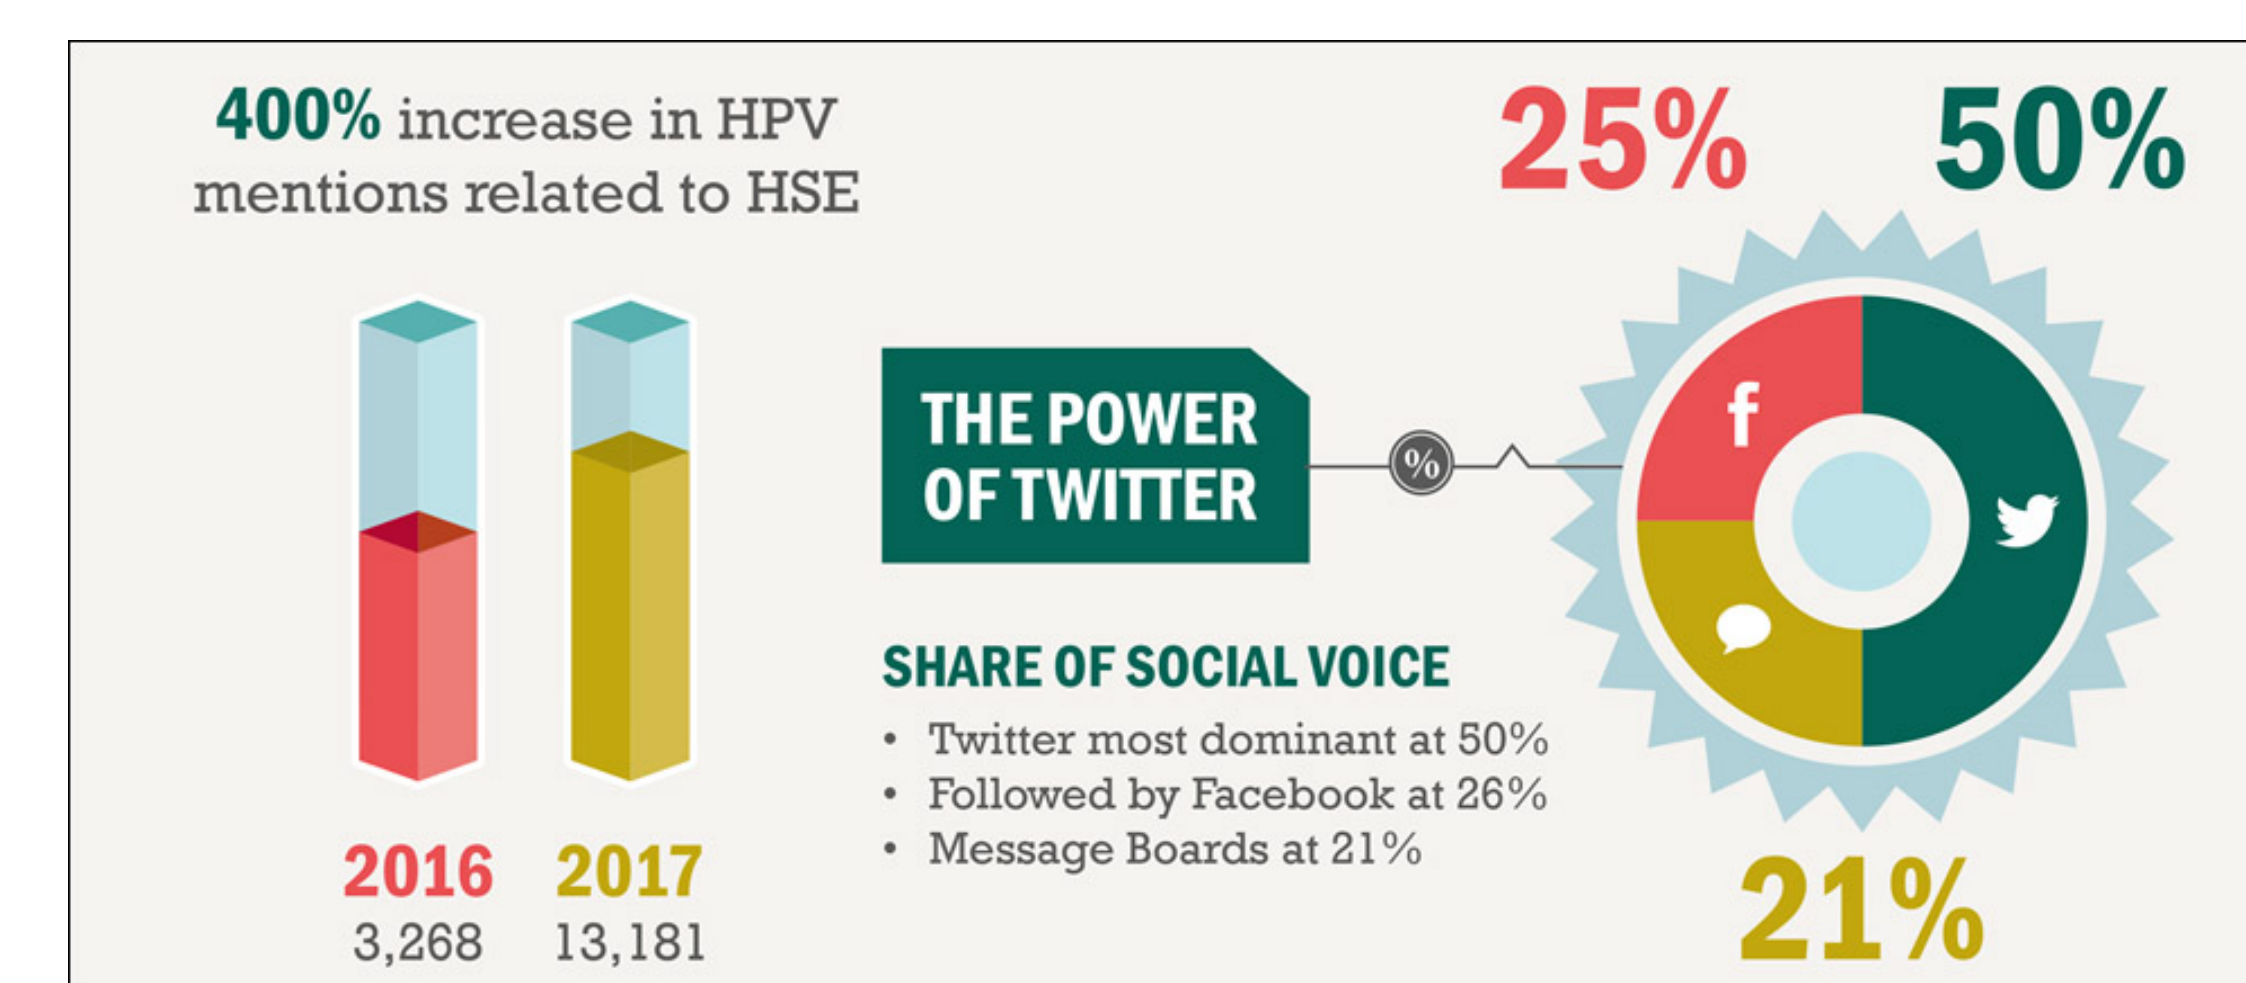 400% increase in HPV
mentions related to HSE
2016
3,268
2017
13,181
THE POWER
OF TWITTER
%
SHARE OF SOCIAL VOICE
• Twitter most dominant at 50%
• Followed by Facebook at 26%
• Message Boards at 21%
25%
50%
f
21%